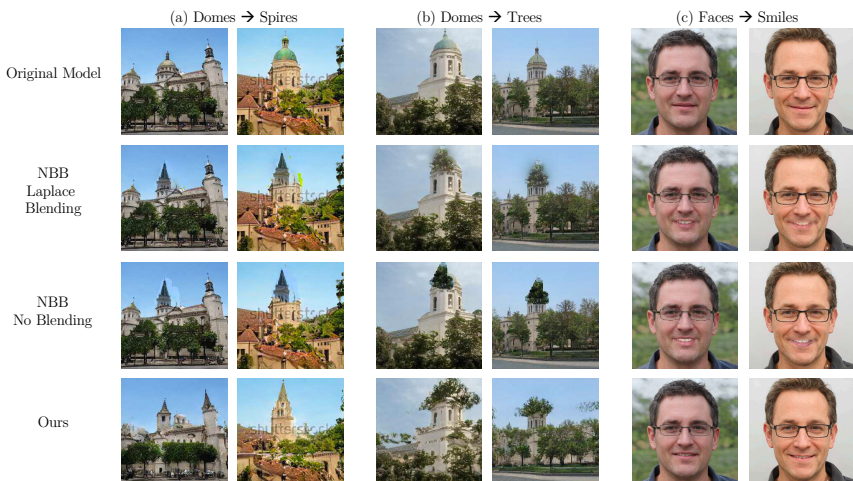 (a) Domes → Spires
(b) Domes → Trees
(c) Faces → Smiles
Original Model
NBB
Laplace
Blending
NBB
No Blending
Ours